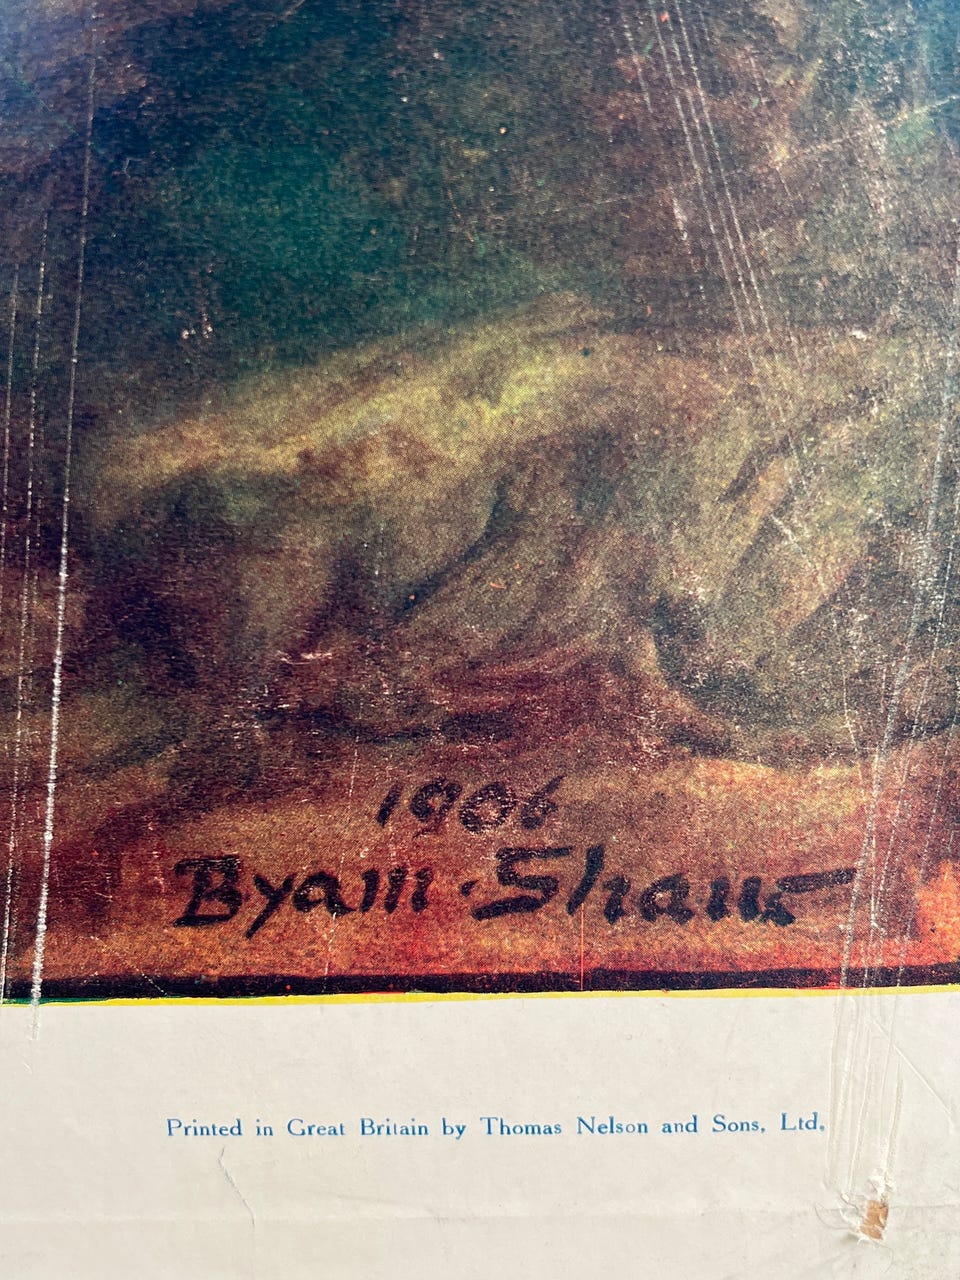 1906
Byam·Shaw
Printed in Great Britain by Thomas Nelson and Sons, Ltd.